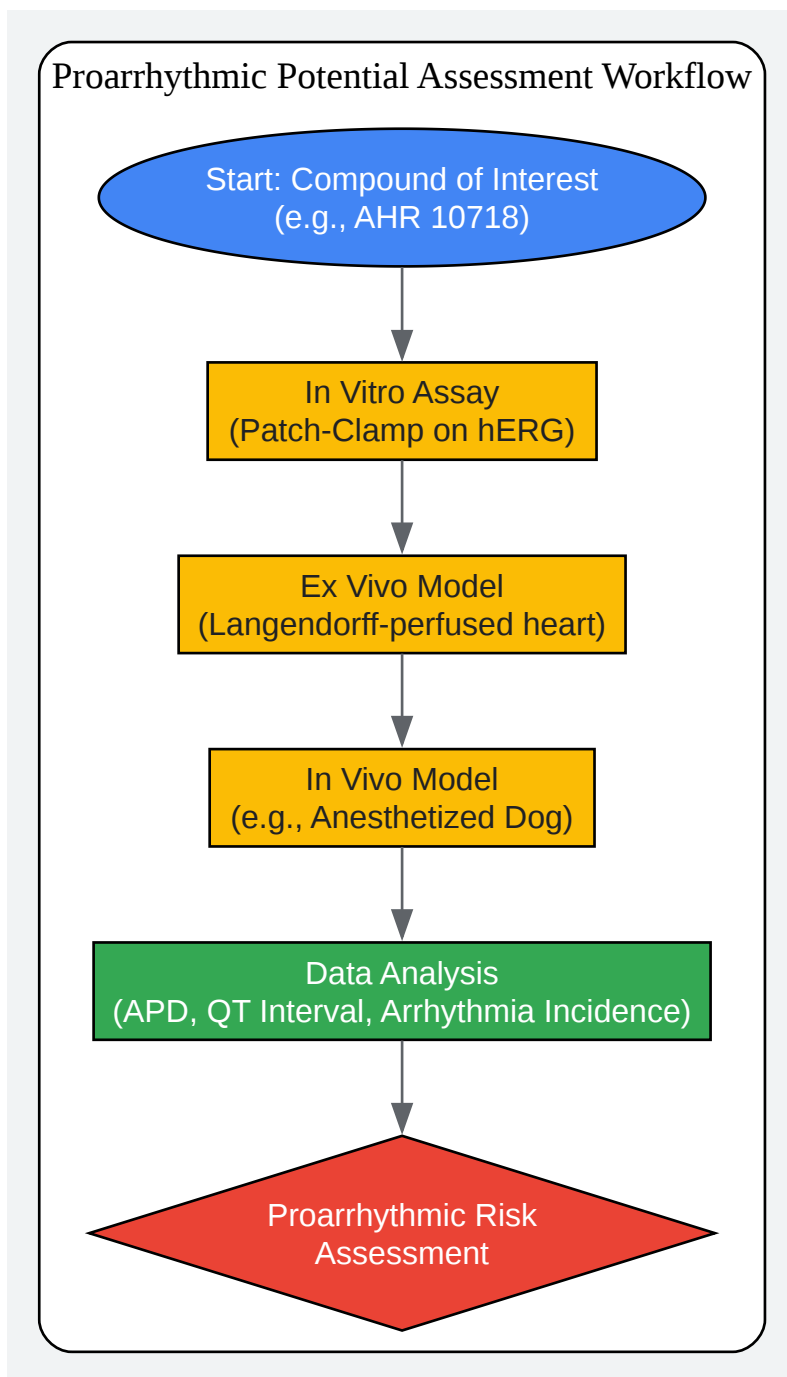 Proarrhythmic Potential Assessment Workflow
Start: Compound of Interest
(e.g., AHR 10718)
In Vitro Assay
(Patch-Clamp on hERG)
Ex Vivo Model
(Langendorff-perfused heart)
In Vivo Model
(e.g., Anesthetized Dog)
Data Analysis
(APD, QT Interval, Arrhythmia Incidence)
Proarrhythmic Risk
Assessment